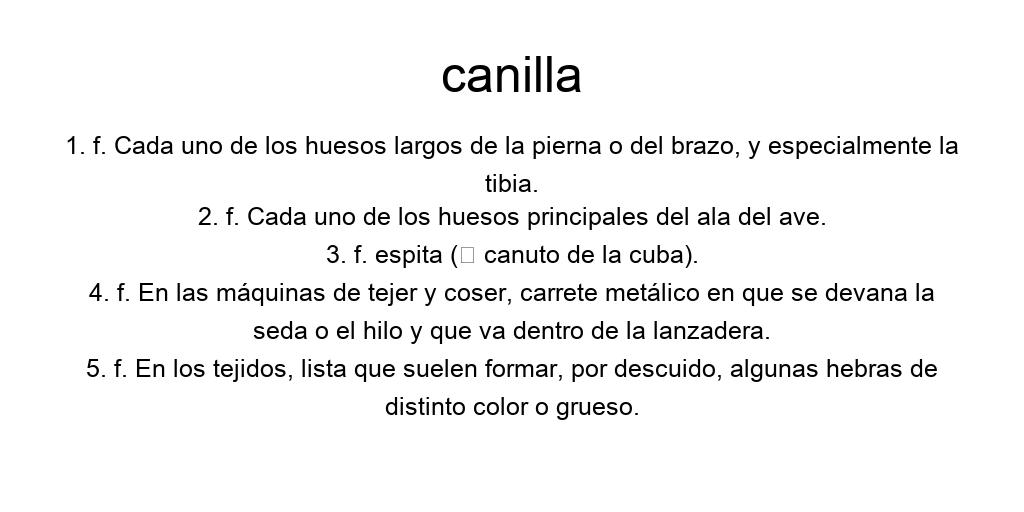 canilla
1. f. Cada uno de los huesos largos de la pierna o del brazo, y especialmente la
tibia.
2. f. Cada uno de los huesos principales del ala del ave.
3. f. espita (□ canuto de la cuba).
4. f. En las máquinas de tejer y coser, carrete metálico en que se devana la
seda o el hilo y que va dentro de la lanzadera.
5. f. En los tejidos, lista que suelen formar, por descuido, algunas hebras de
distinto color o grueso.